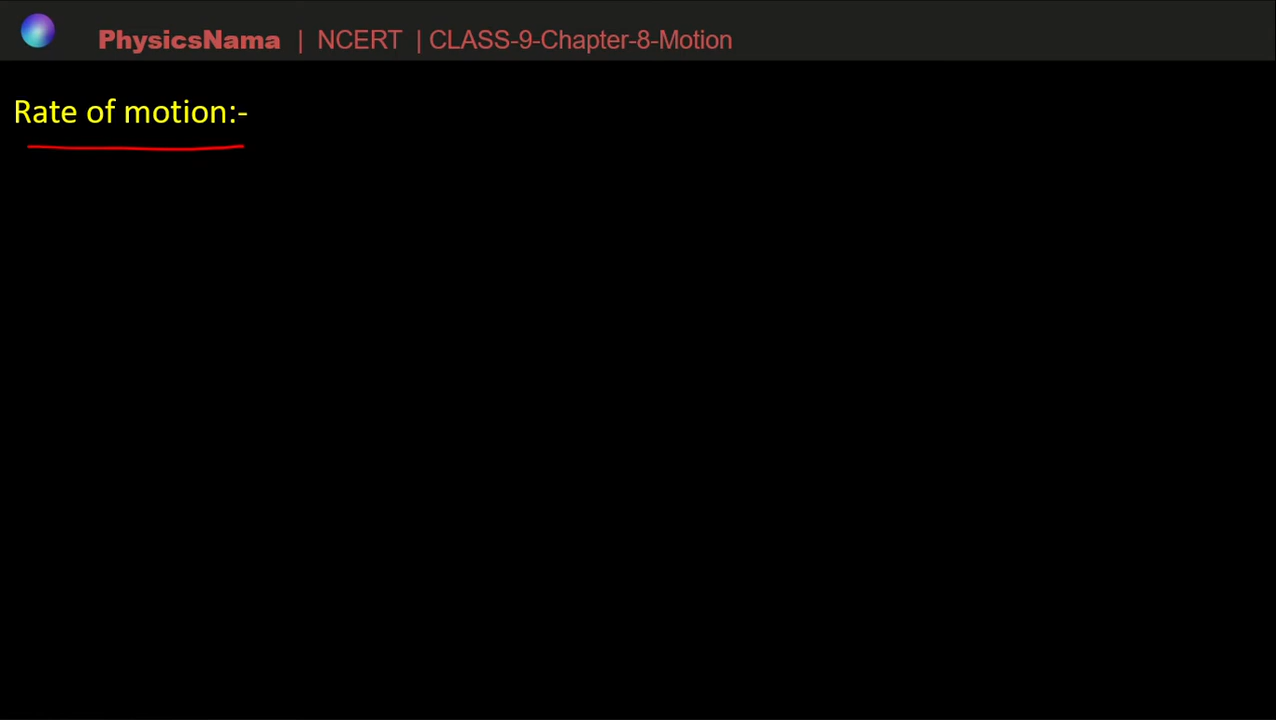 PhysicsNama | NCERT | CLASS-9-Chapter-8-Motion
Rate of motion:-